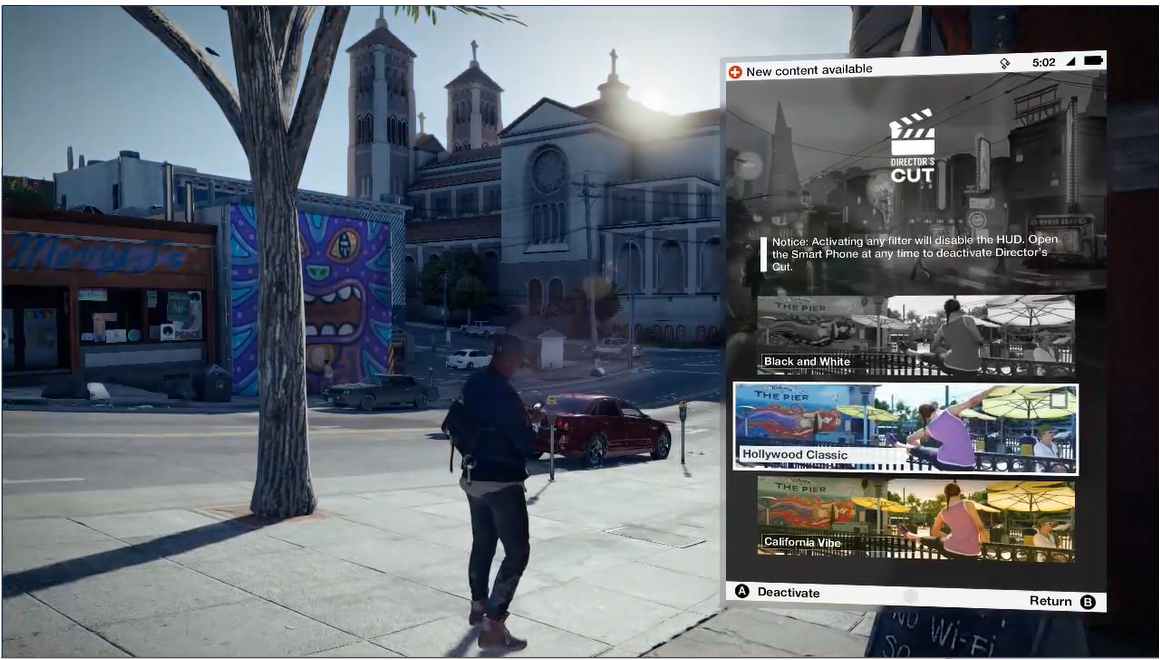 New content available
5:02
DIRECTOR'S
CUT
Notice: Activating any filter will disable the HUD. Open
the Smart Phone at any time to deactivate Director's
Cut.
THE PIER
Black and White
THE PIER
Hollywood Classic
THE PIER
California Vibe
A Deactivate
Return B
NO Wi-Fi
SO